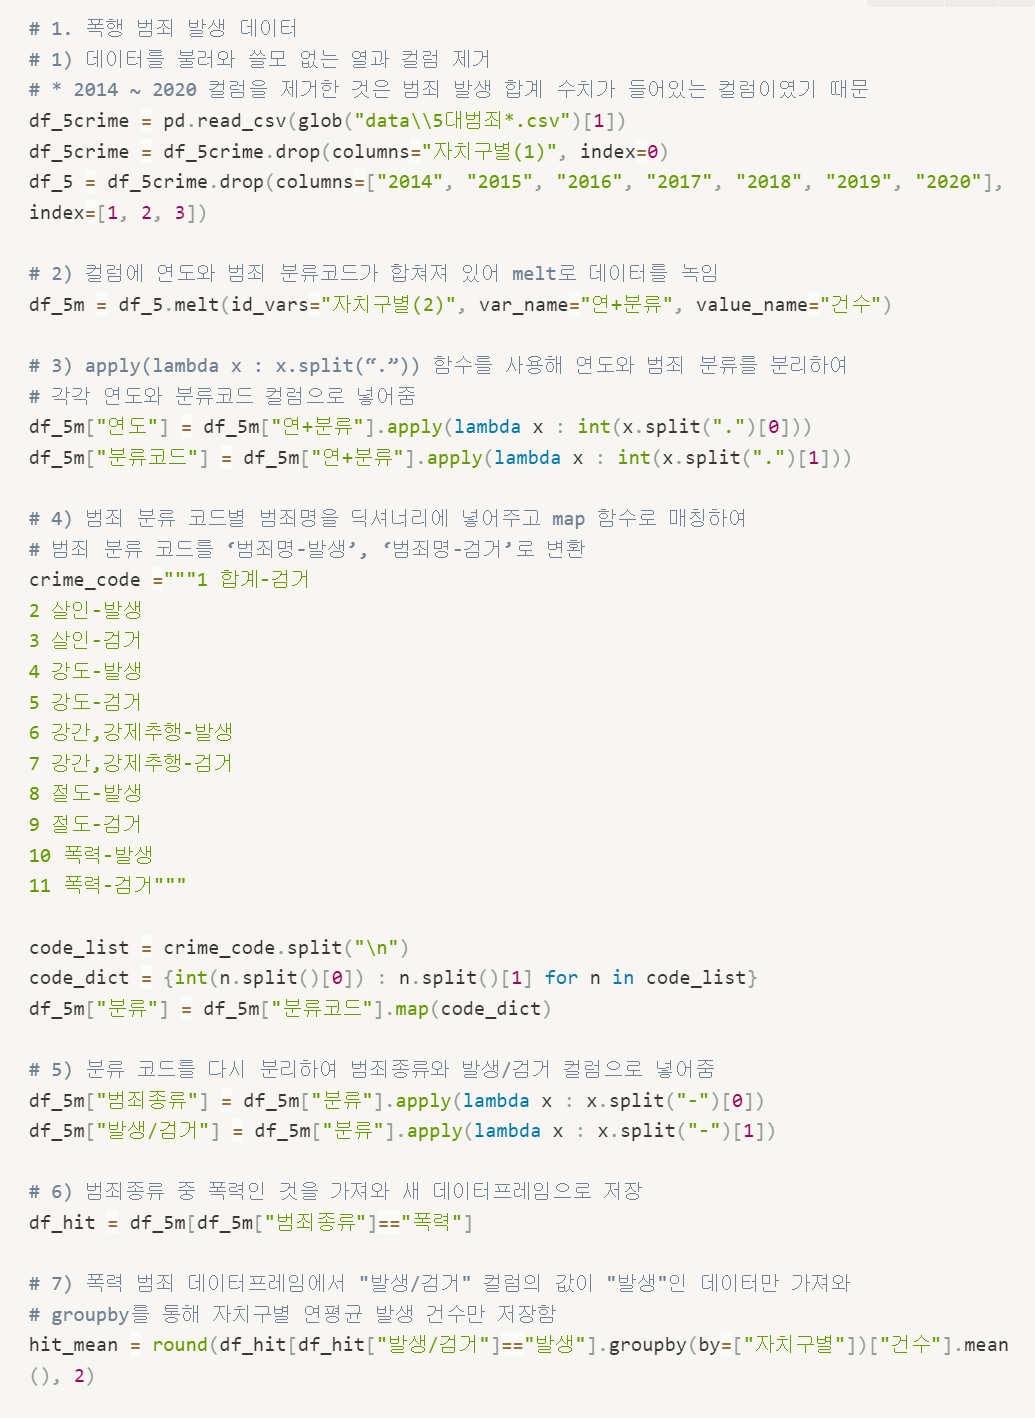 # 1. 폭행 범죄 발생 데이터
# 1) 데이터를 불러와 쓸모 없는 열과 컬럼 제거
# * 2014 ~ 2020 컬럼을 제거한 것은 범죄 발생 합계 수치가 들어있는 컬럼이였기 때문
df_5crime = pd.read_csv(glob("data\\5대범죄*.csv")[1])
df_5crime = df_5crime.drop(columns="자치구별(1)", index=0)
df_5 = df_5crime.drop(columns=["2014", "2015", "2016", "2017", "2018", "2019", "2020"],
index=[1, 2, 3])
# 2) 컬럼에 연도와 범죄 분류코드가 합쳐져 있어 melt로 데이터를 녹임
df_5m = df_5.melt(id_vars="자치구별(2)", var_name="연+분류", value_name="건수")
# 3) apply(lambda x : x.split(“.”)) 함수를 사용해 연도와 범죄 분류를 분리하여
# 각각 연도와 분류코드 컬럼으로 넣어줌
df_5m["연도"] = df_5m["연+분류"].apply(lambda x : int(x.split(".")[0]))
df_5m["분류코드"] = df_5m["연+분류"].apply(lambda x : int(x.split(".")[1]))
# 4) 범죄 분류 코드별 범죄명을 딕셔너리에 넣어주고 map 함수로 매칭하여
# 범죄 분류 코드를 ‘범죄명-발생’, ‘범죄명-검거’로 변환
crime_code ="""1 합계-검거
2 살인-발생
3 살인-검거
4 강도-발생
5 강도-검거
6 강간,강제추행-발생
7 강간,강제추행-검거
8 절도-발생
9 절도-검거
10 폭력-발생
11 폭력-검거"""
code_list = crime_code.split("\n")
code_dict = {int(n.split()[0]) : n.split()[1] for n in code_list}
df_5m["분류"] = df_5m["분류코드"].map(code_dict)
# 5) 분류 코드를 다시 분리하여 범죄종류와 발생/검거 컬럼으로 넣어줌
df_5m["범죄종류"] = df_5m["분류"].apply(lambda x : x.split("-")[0])
df_5m["발생/검거"] = df_5m["분류"].apply(lambda x : x.split("-")[1])
# 6) 범죄종류 중 폭력인 것을 가져와 새 데이터프레임으로 저장
df_hit = df_5m[df_5m["범죄종류"]=="폭력"]
# 7) 폭력 범죄 데이터프레임에서 "발생/검거" 컬럼의 값이 "발생"인 데이터만 가져와
# groupby를 통해 자치구별 연평균 발생 건수만 저장함
hit_mean = round(df_hit[df_hit["발생/검거"]=="발생"].groupby(by=["자치구별"])["건수"].mean
(), 2)